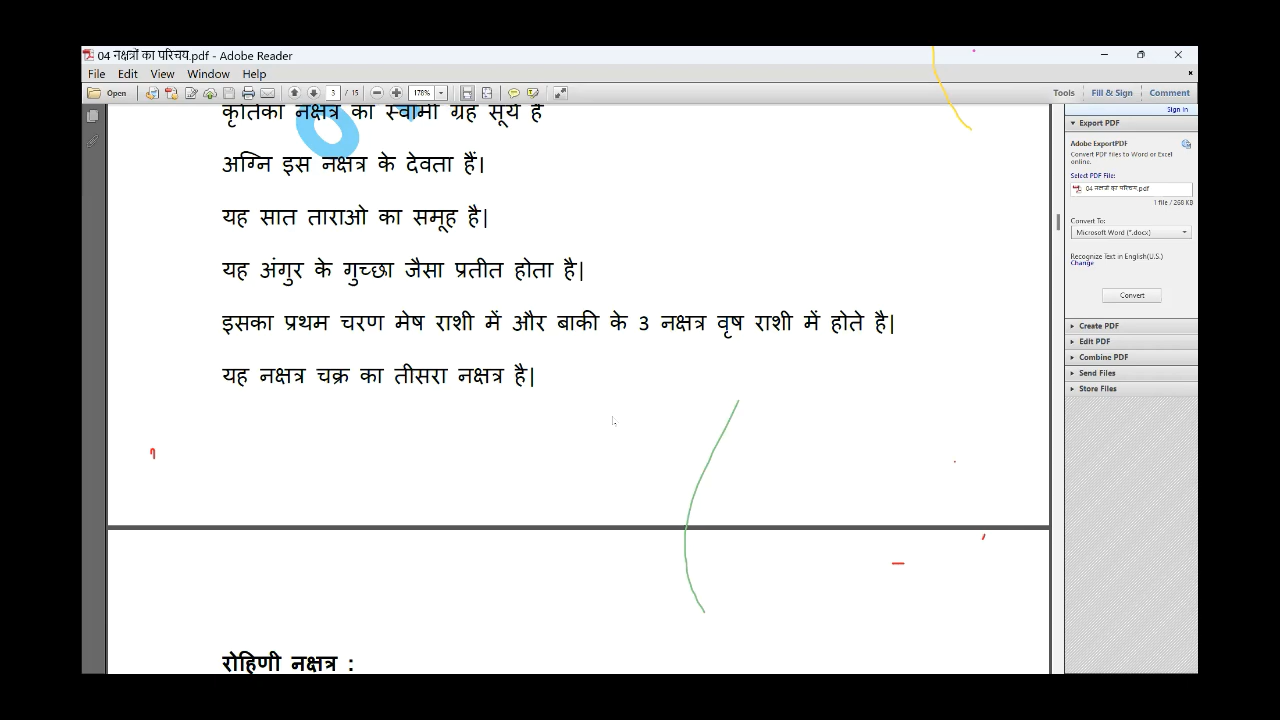 04 नक्षत्रों का परिचय.pdf - Adobe Reader
File Edit View Window Help
Open 3 / 15 178% Tools Fill & Sign Comment
Sign In
कृतिका नक्षत्र का स्वामी ग्रह सूर्य है
अग्नि इस नक्षत्र के देवता हैं।
यह सात ताराओ का समूह है|
यह अंगुर के गुच्छा जैसा प्रतीत होता है|
इसका प्रथम चरण मेष राशी में और बाकी के 3 नक्षत्र वृष राशी में होते है|
यह नक्षत्र चक्र का तीसरा नक्षत्र है|
रोहिणी नक्षत्र :
Export PDF
Adobe ExportPDF
Convert PDF files to Word or Excel
online.
Select PDF File:
04 नक्षत्रों का परिचय.pdf
1 file / 268 KB
Convert To:
Microsoft Word (*.docx)
Recognize Text in English(U.S.)
Change
Convert
Create PDF
Edit PDF
Combine PDF
Send Files
Store Files